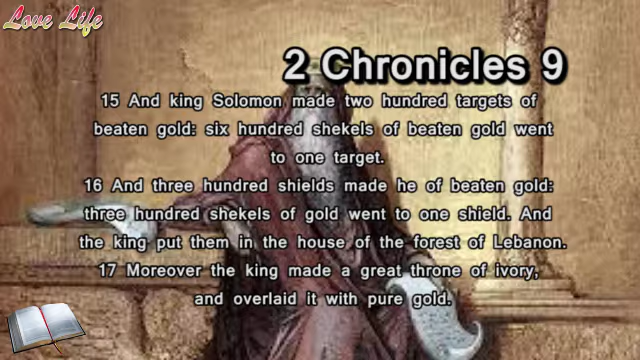 Love Life
2 Chronicles 9
15 And king Solomon made two hundred targets of
beaten gold: six hundred shekels of beaten gold went
to one target.
16 And three hundred shields made he of beaten gold:
three hundred shekels of gold went to one shield. And
the king put them in the house of the forest of Lebanon.
17 Moreover the king made a great throne of ivory,
and overlaid it with pure gold.